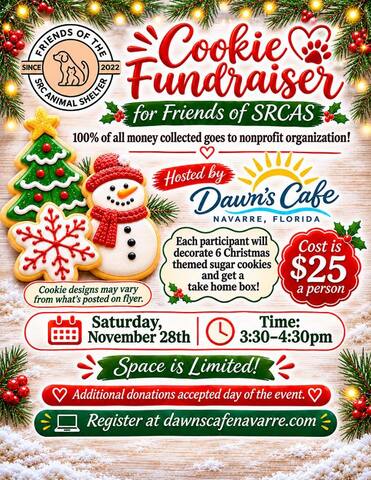 FRIENDS OF THE
SINCE 2022
SRC ANIMAL SHELTER
Cookie
Fundraiser
for Friends of SRCAS
100% of all money collected goes to nonprofit organization!
Hosted by
Dawn's Cafe
NAVARRE, FLORIDA
Each participant will
decorate 6 Christmas
themed sugar cookies
and get a
take home box!
Cost is
$25
a person
Cookie designs may vary
from what's posted on flyer.
Saturday,
November 28th
Time:
3:30–4:30pm
Space is Limited!
Additional donations accepted day of the event.
Register at dawnscafenavarre.com